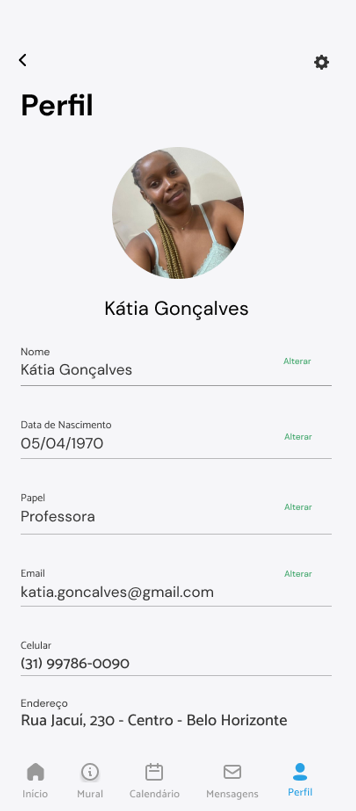 Perfil
Kátia Gonçalves
Nome
Kátia Gonçalves
Alterar
Data de Nascimento
05/04/1970
Alterar
Papel
Professora
Alterar
Email
katia.goncalves@gmail.com
Alterar
Celular
(31) 99786-0090
Endereço
Rua Jacuí, 230 - Centro - Belo Horizonte
Início Mural Calendário Mensagens Perfil